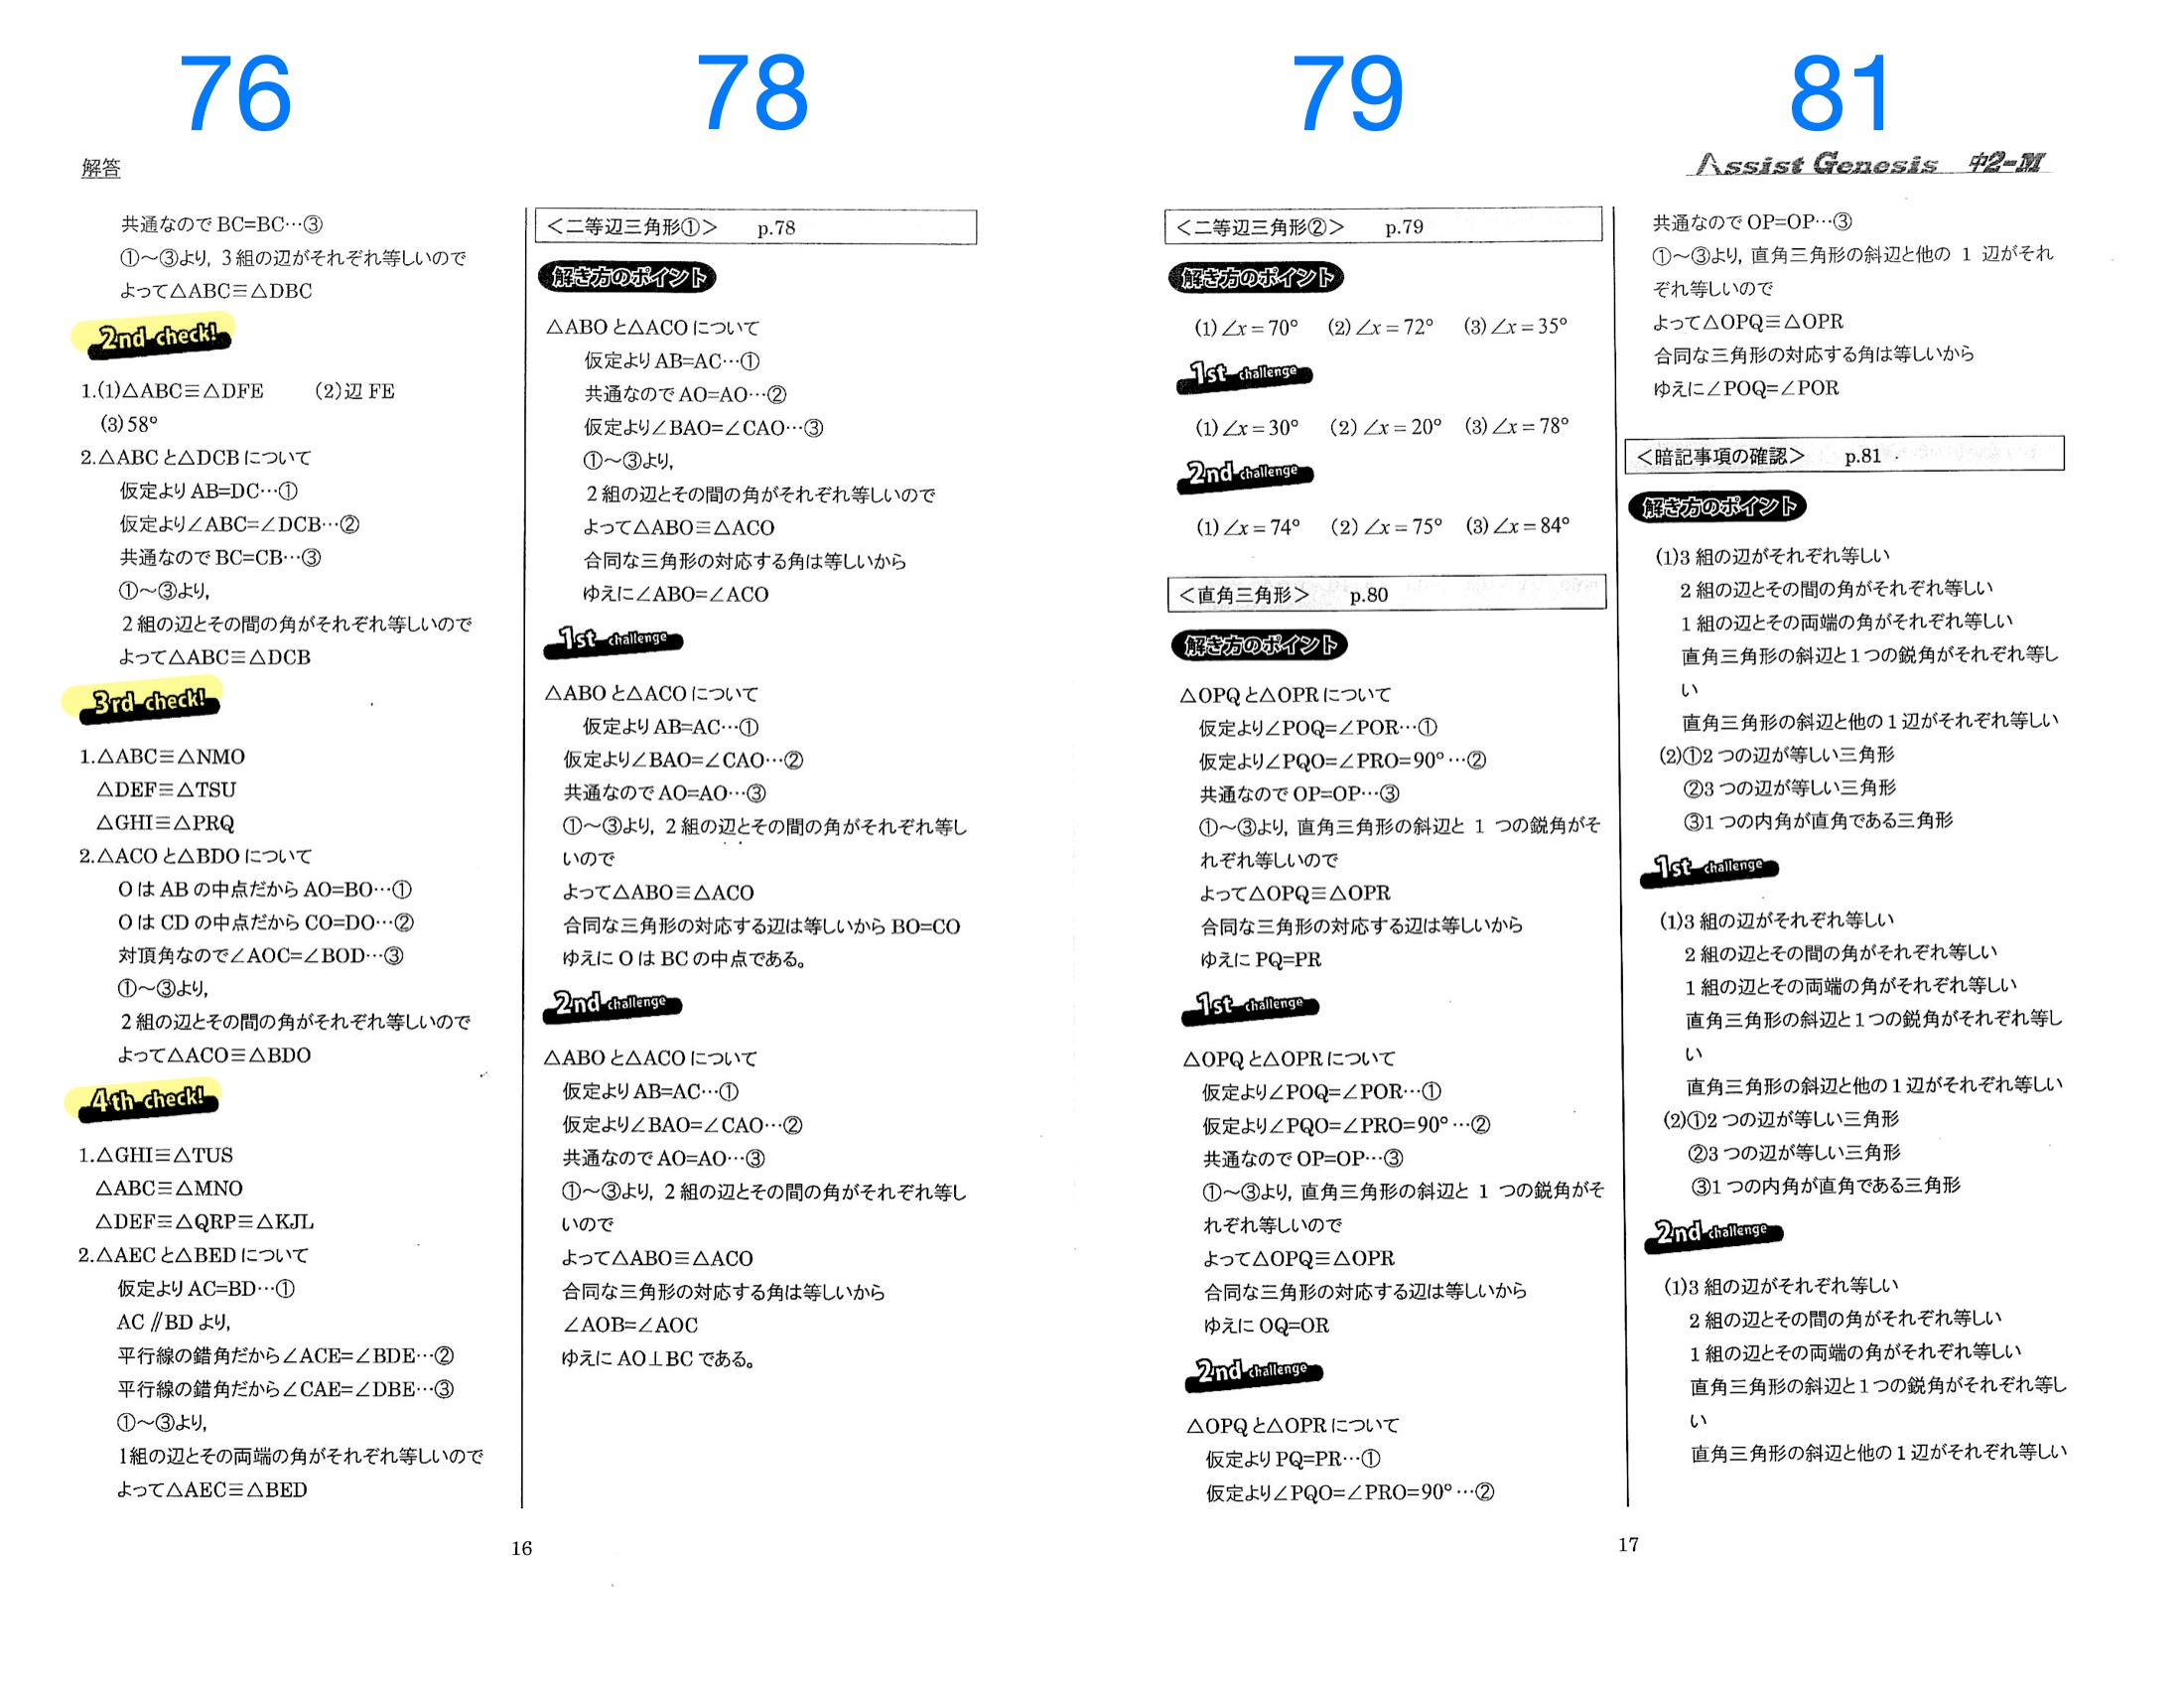 76
78
79
81
解答
Assist Genesis 中2-M
共通なので BC=BC…③
①～③より, 3組の辺がそれぞれ等しいので
よって△ABC≡△DBC
2nd check!
1.(1)△ABC≡△DFE (2)辺 FE
(3)58°
2.△ABC と△DCB について
仮定より AB=DC…①
仮定より∠ABC=∠DCB…②
共通なので BC=CB…③
①～③より,
2組の辺とその間の角がそれぞれ等しいので
よって△ABC≡△DCB
3rd check!
1.△ABC≡△NMO
△DEF≡△TSU
△GHI≡△PRQ
2.△ACO と△BDO について
O は AB の中点だから AO=BO…①
O は CD の中点だから CO=DO…②
対頂角なので∠AOC=∠BOD…③
①～③より,
2組の辺とその間の角がそれぞれ等しいので
よって△ACO≡△BDO
4th check!
1.△GHI≡△TUS
△ABC≡△MNO
△DEF≡△QRP≡△KJL
2.△AEC と△BED について
仮定より AC=BD…①
AC∥BD より,
平行線の錯角だから∠ACE=∠BDE…②
平行線の錯角だから∠CAE=∠DBE…③
①～③より,
1組の辺とその両端の角がそれぞれ等しいので
よって△AEC≡△BED
＜二等辺三角形①＞ p.78
解き方のポイント
△ABO と△ACO について
仮定より AB=AC…①
共通なので AO=AO…②
仮定より∠BAO=∠CAO…③
①～③より,
2組の辺とその間の角がそれぞれ等しいので
よって△ABO≡△ACO
合同な三角形の対応する角は等しいから
ゆえに∠ABO=∠ACO
1st challenge
△ABO と△ACO について
仮定より AB=AC…①
仮定より∠BAO=∠CAO…②
共通なので AO=AO…③
①～③より, 2組の辺とその間の角がそれぞれ等し
いので
よって△ABO≡△ACO
合同な三角形の対応する辺は等しいから BO=CO
ゆえに O は BC の中点である。
2nd challenge
△ABO と△ACO について
仮定より AB=AC…①
仮定より∠BAO=∠CAO…②
共通なので AO=AO…③
①～③より, 2組の辺とその間の角がそれぞれ等し
いので
よって△ABO≡△ACO
合同な三角形の対応する角は等しいから
∠AOB=∠AOC
ゆえに AO⊥BC である。
16
＜二等辺三角形②＞ p.79
解き方のポイント
(1)∠x=70° (2)∠x=72° (3)∠x=35°
1st challenge
(1)∠x=30° (2)∠x=20° (3)∠x=78°
2nd challenge
(1)∠x=74° (2)∠x=75° (3)∠x=84°
＜直角三角形＞ p.80
解き方のポイント
△OPQ と△OPR について
仮定より∠POQ=∠POR…①
仮定より∠PQO=∠PRO=90°…②
共通なので OP=OP…③
①～③より, 直角三角形の斜辺と 1 つの鋭角がそ
れぞれ等しいので
よって△OPQ≡△OPR
合同な三角形の対応する辺は等しいから
ゆえに PQ=PR
1st challenge
△OPQ と△OPR について
仮定より∠POQ=∠POR…①
仮定より∠PQO=∠PRO=90°…②
共通なので OP=OP…③
①～③より, 直角三角形の斜辺と 1 つの鋭角がそ
れぞれ等しいので
よって△OPQ≡△OPR
合同な三角形の対応する辺は等しいから
ゆえに OQ=OR
2nd challenge
△OPQ と△OPR について
仮定より PQ=PR…①
仮定より∠PQO=∠PRO=90°…②
共通なので OP=OP…③
①～③より, 直角三角形の斜辺と他の 1 辺がそれ
ぞれ等しいので
よって△OPQ≡△OPR
合同な三角形の対応する角は等しいから
ゆえに∠POQ=∠POR
＜暗記事項の確認＞ p.81
解き方のポイント
(1)3 組の辺がそれぞれ等しい
2 組の辺とその間の角がそれぞれ等しい
1 組の辺とその両端の角がそれぞれ等しい
直角三角形の斜辺と1つの鋭角がそれぞれ等し
い
直角三角形の斜辺と他の1辺がそれぞれ等しい
(2)①2 つの辺が等しい三角形
②3 つの辺が等しい三角形
③1 つの内角が直角である三角形
1st challenge
(1)3 組の辺がそれぞれ等しい
2 組の辺とその間の角がそれぞれ等しい
1 組の辺とその両端の角がそれぞれ等しい
直角三角形の斜辺と1つの鋭角がそれぞれ等し
い
直角三角形の斜辺と他の1辺がそれぞれ等しい
(2)①2 つの辺が等しい三角形
②3 つの辺が等しい三角形
③1 つの内角が直角である三角形
2nd challenge
(1)3 組の辺がそれぞれ等しい
2 組の辺とその間の角がそれぞれ等しい
1 組の辺とその両端の角がそれぞれ等しい
直角三角形の斜辺と1つの鋭角がそれぞれ等し
い
直角三角形の斜辺と他の1辺がそれぞれ等しい
17